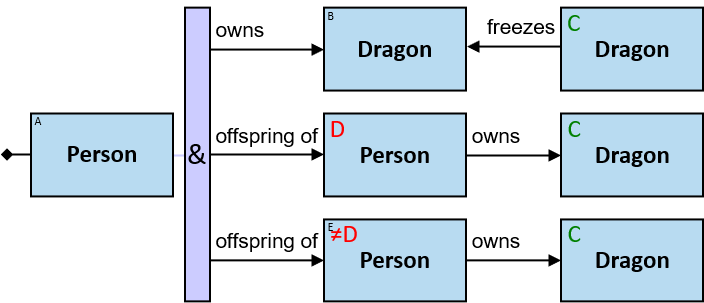 owns
B
Dragon
freezes
C
Dragon
A
Person
&
offspring of
D
Person
owns
C
Dragon
offspring of
E
≠D
Person
owns
C
Dragon